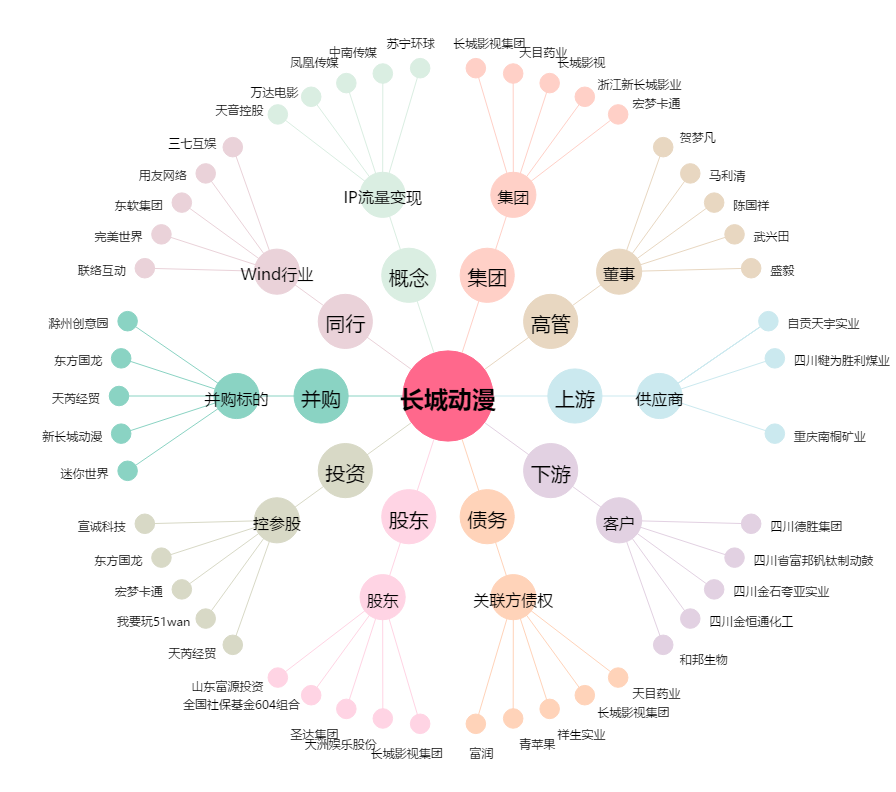 苏宁环球
长城影视集团
中南传媒
天目药业
凤凰传媒
长城影视
万达电影
浙江新长城影业
天音控股
宏梦卡通
三七互娱
贺梦凡
用友网络
马利清
IP流量变现
集团
东软集团
陈国祥
完美世界
武兴田
联络互动
Wind行业
概念
集团
董事
盛毅
滁州创意园
同行
高管
自贡天宇实业
东方国龙
四川犍为胜利煤业
天芮经贸
并购标的
并购
长城动漫
上游
供应商
新长城动漫
重庆南桐矿业
迷你世界
投资
下游
宣诚科技
控参股
股东
债务
客户
四川德胜集团
东方国龙
四川省富邦钒钛制动鼓
宏梦卡通
四川金石夸亚实业
我要玩51wan
股东
关联方债权
四川金恒通化工
天芮经贸
和邦生物
山东富源投资
天目药业
全国社保基金604组合
长城影视集团
圣达集团
祥生实业
大洲娱乐股份
青苹果
长城影视集团
富润